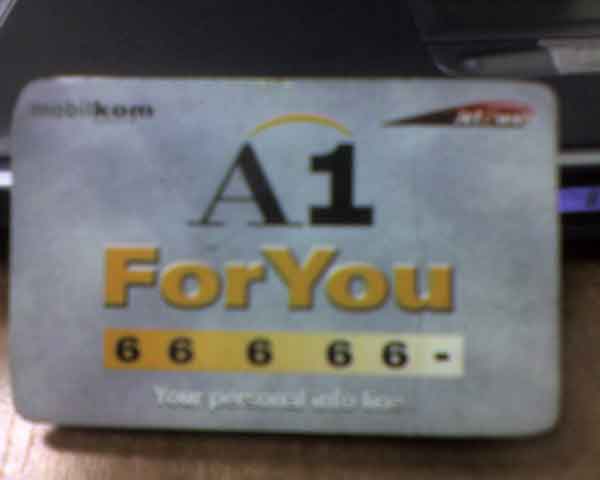 mobilkom
A1
ForYou
66 6 66-
Your personal info line